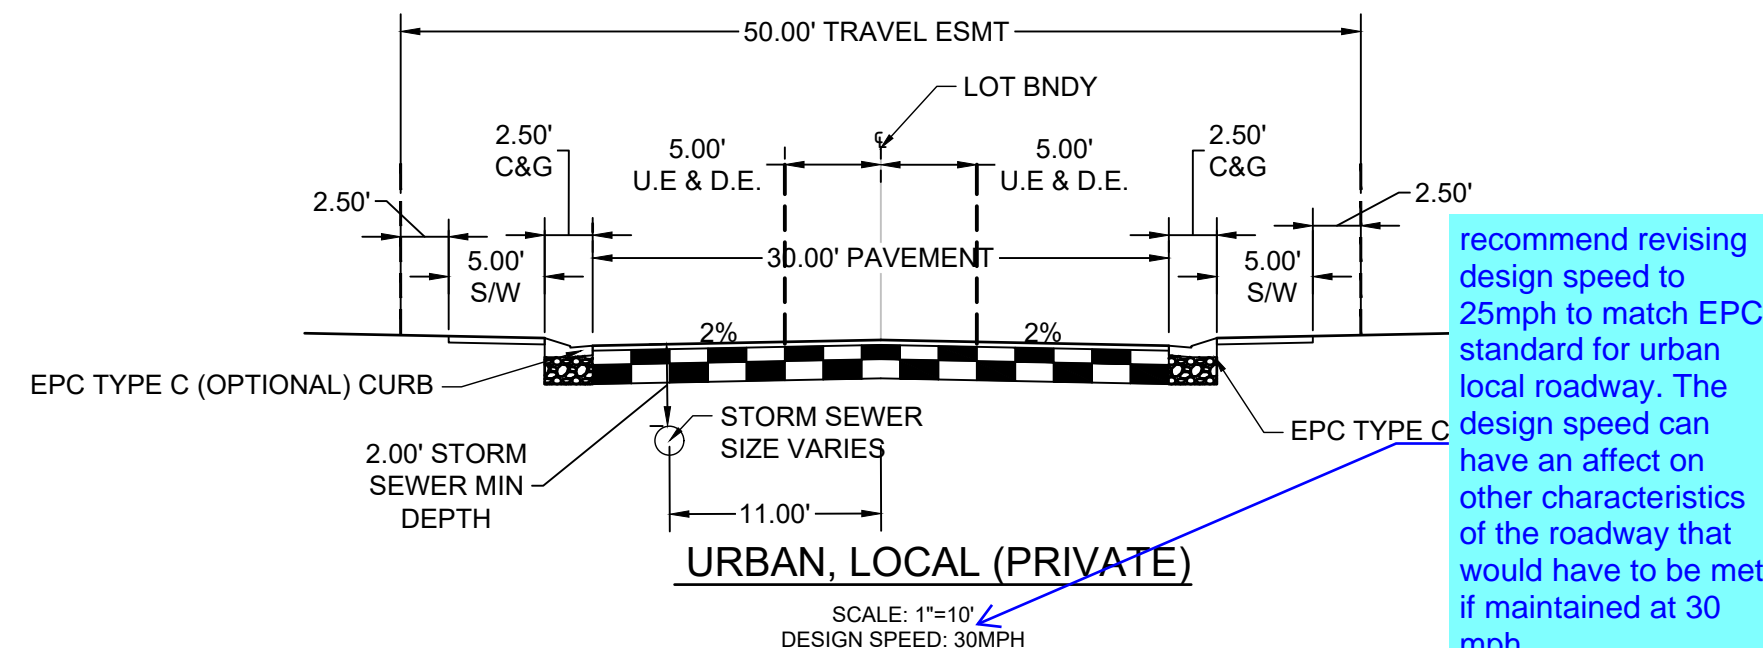 50.00' TRAVEL ESMT
LOT BNDY
2.50'
C&G
5.00'
U.E & D.E.
℄
5.00'
U.E & D.E.
2.50'
C&G
2.50'
2.50'
5.00'
S/W
30.00' PAVEMENT
5.00'
S/W
2%
2%
EPC TYPE C (OPTIONAL) CURB
STORM SEWER
SIZE VARIES
EPC TYPE C
2.00' STORM
SEWER MIN
DEPTH
11.00'
URBAN, LOCAL (PRIVATE)
SCALE: 1"=10'
DESIGN SPEED: 30MPH
recommend revising
design speed to
25mph to match EPC
standard for urban
local roadway. The
design speed can
have an affect on
other characteristics
of the roadway that
would have to be met
if maintained at 30
mph